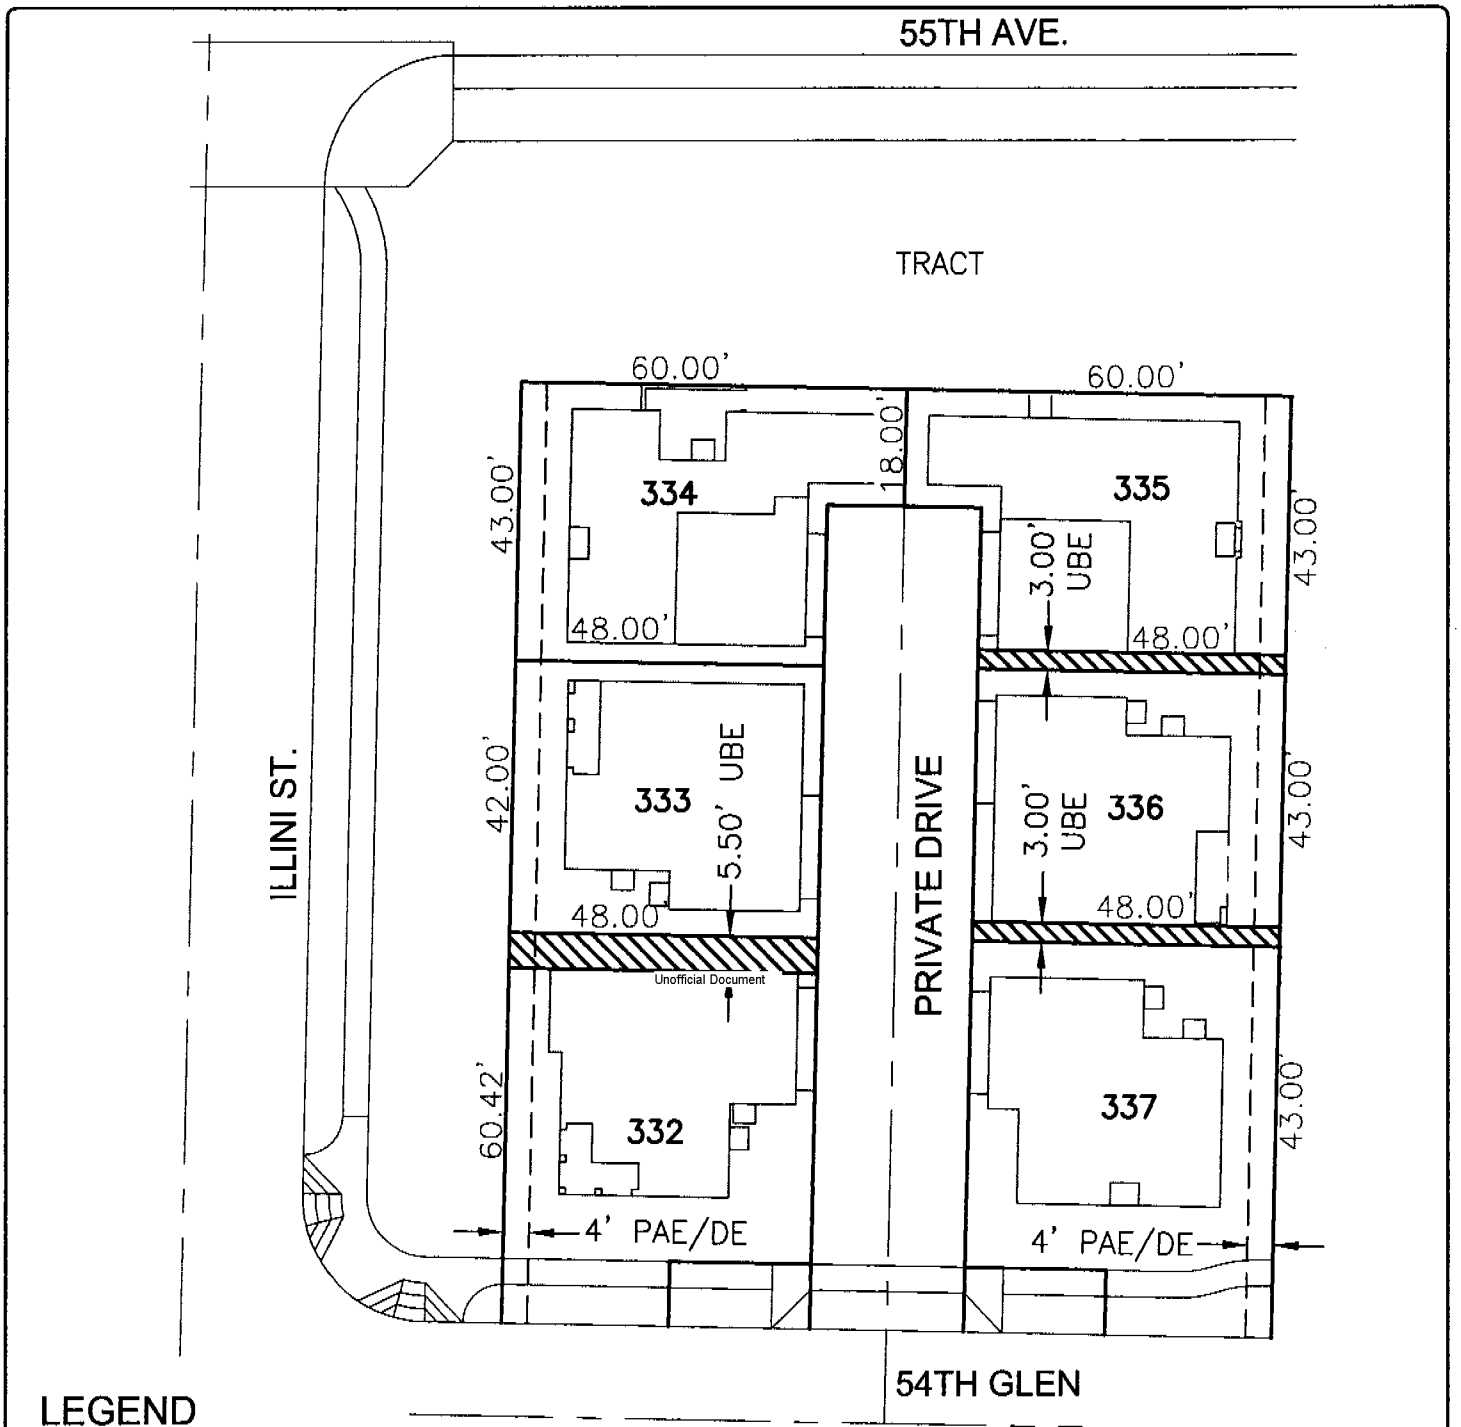 55TH AVE.
TRACT
60.00'
60.00'
18.00'
43.00'
334
335
43.00'
3.00'
UBE
48.00'
48.00'
ILLINI ST.
42.00'
333
5.50' UBE
PRIVATE DRIVE
3.00'
UBE
336
43.00'
48.00
48.00'
Unofficial Document
60.42'
332
337
43.00'
4' PAE/DE
4' PAE/DE
54TH GLEN
LEGEND